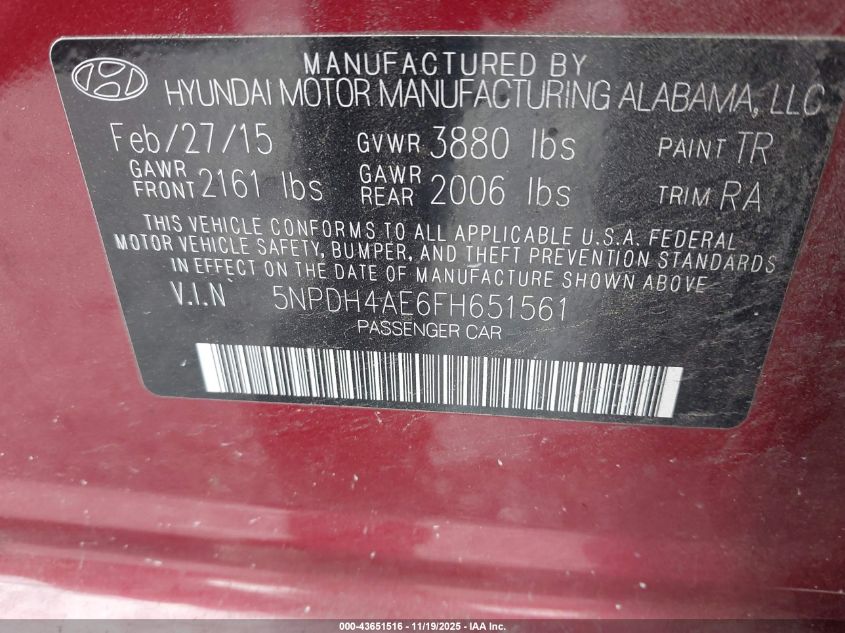 MANUFACTURED BY
HYUNDAI MOTOR MANUFACTURING ALABAMA, LLC
Feb/27/15 GVWR 3880 lbs PAINT TR
GAWR FRONT 2161 lbs GAWR REAR 2006 lbs TRIM RA
THIS VEHICLE CONFORMS TO ALL APPLICABLE U.S.A. FEDERAL
MOTOR VEHICLE SAFETY, BUMPER, AND THEFT PREVENTION STANDARDS
IN EFFECT ON THE DATE OF MANUFACTURE SHOWN ABOVE
V.I.N 5NPDH4AE6FH651561
PASSENGER CAR
000-43651516 - 11/19/2025 - © IAA Inc.